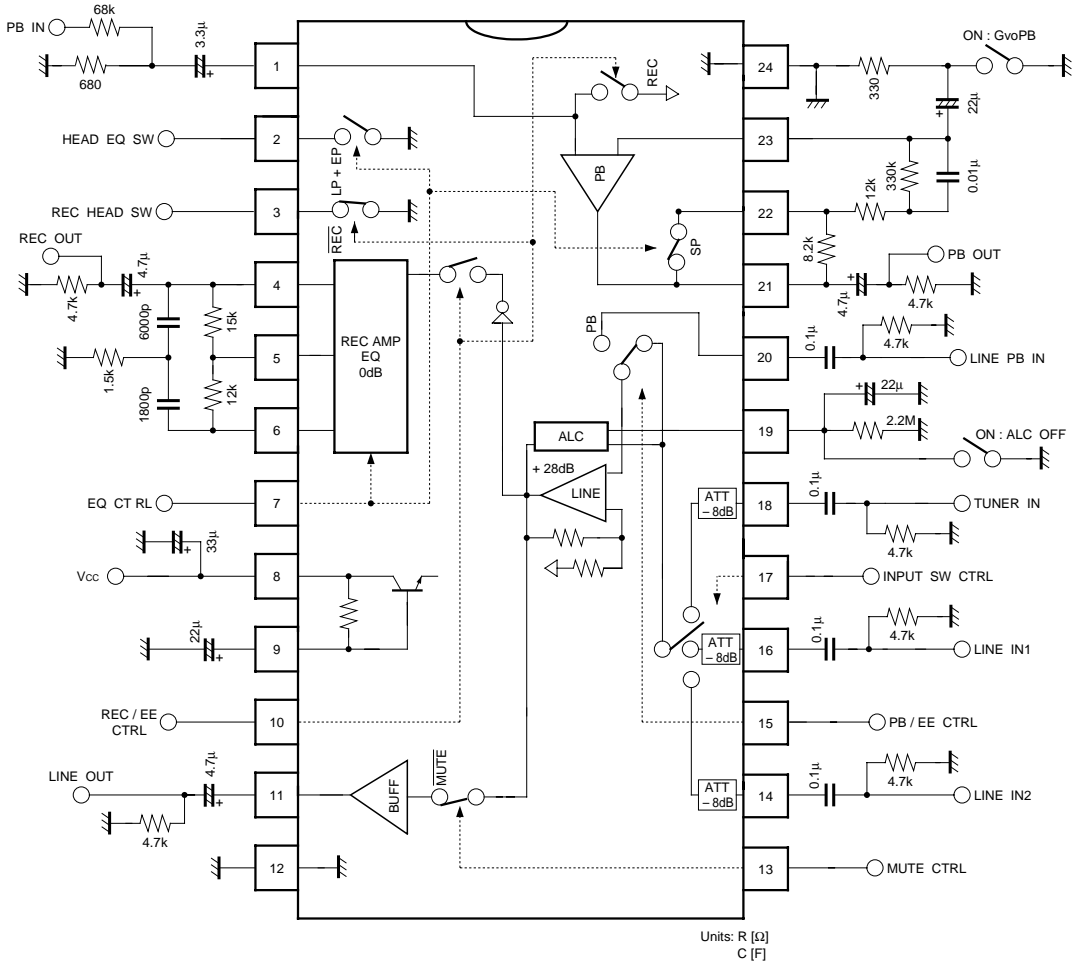 PB IN
68k
680
3.3μ
+
1
HEAD EQ SW
2
LP + EP
REC HEAD SW
3
REC
REC OUT
4.7k
4.7μ
+
4
6000p
15k
1.5k
5
1800p
12k
6
REC AMP
EQ
0dB
EQ CT RL
7
33μ
+
Vcc
8
22μ
+
9
REC / EE
CTRL
10
LINE OUT
4.7μ
+
4.7k
11
BUFF
MUTE
12
REC
PB
SP
PB
ALC
+ 28dB
LINE
ATT
– 8dB
ATT
– 8dB
ATT
– 8dB
24
330
ON : GvoPB
22μ
+
23
330k
0.01μ
12k
22
8.2k
PB OUT
21
4.7μ
+
4.7k
20
0.1μ
4.7k
LINE PB IN
19
+
22μ
2.2M
ON : ALC OFF
18
0.1μ
TUNER IN
4.7k
17
INPUT SW CTRL
16
0.1μ
4.7k
LINE IN1
15
PB / EE CTRL
14
0.1μ
4.7k
LINE IN2
13
MUTE CTRL
Units: R [Ω]
C [F]